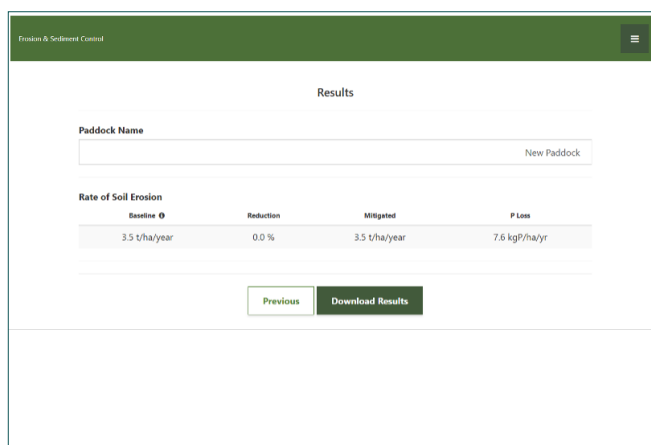 Erosion & Sediment Control
Results
Paddock Name
New Paddock
Rate of Soil Erosion
Baseline Reduction Mitigated P Loss
3.5 t/ha/year 0.0 % 3.5 t/ha/year 7.6 kgP/ha/yr
Previous Download Results